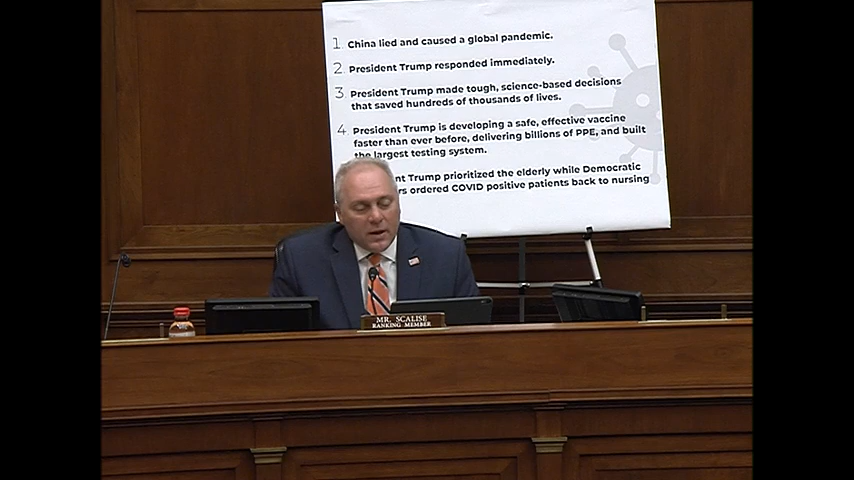 1. China lied and caused a global pandemic.
2. President Trump responded immediately.
3. President Trump made tough, science-based decisions
that saved hundreds of thousands of lives.
4. President Trump is developing a safe, effective vaccine
faster than ever before, delivering billions of PPE, and built
the largest testing system.
ent Trump prioritized the elderly while Democratic
rs ordered COVID positive patients back to nursing
MR. SCALISE
RANKING MEMBER